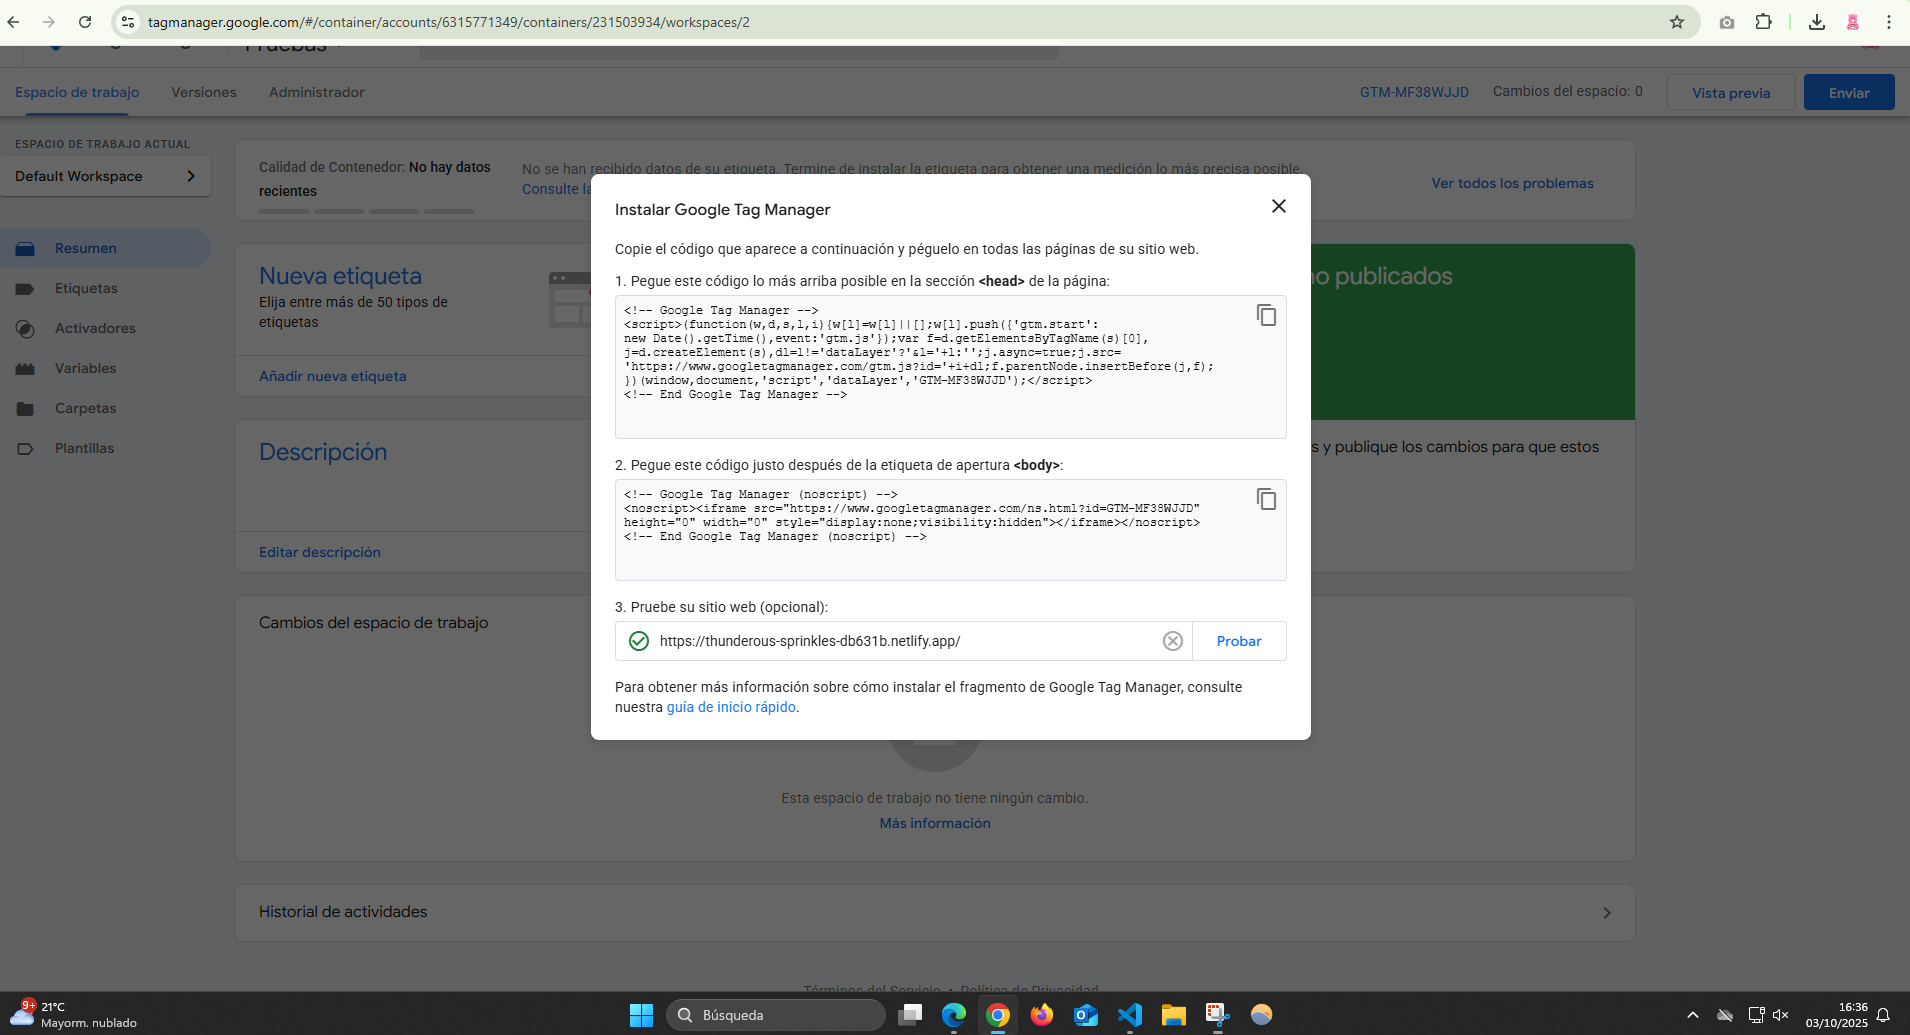 tagmanager.google.com/#/container/accounts/6315771349/containers/231503934/workspaces/2
Pruebas
Espacio de trabajo
Versiones
Administrador
GTM-MF38WJJD
Cambios del espacio: 0
Vista previa
Enviar
ESPACIO DE TRABAJO ACTUAL
Default Workspace
Resumen
Etiquetas
Activadores
Variables
Carpetas
Plantillas
Calidad de Contenedor: No hay datos
recientes
No se han recibido datos de su etiqueta. Termine de instalar la etiqueta para obtener una medición lo más precisa posible.
Consulte la
Ver todos los problemas
Nueva etiqueta
Elija entre más de 50 tipos de
etiquetas
Añadir nueva etiqueta
no publicados
s y publique los cambios para que estos
Descripción
Editar descripción
Instalar Google Tag Manager
Copie el código que aparece a continuación y péguelo en todas las páginas de su sitio web.
1. Pegue este código lo más arriba posible en la sección <head> de la página:
<!-- Google Tag Manager -->
<script>(function(w,d,s,l,i){w[l]=w[l]||[];w[l].push({'gtm.start':
new Date().getTime(),event:'gtm.js'});var f=d.getElementsByTagName(s)[0],
j=d.createElement(s),dl=l!='dataLayer'?'&l='+l:'';j.async=true;j.src=
'https://www.googletagmanager.com/gtm.js?id='+i+dl;f.parentNode.insertBefore(j,f);
})(window,document,'script','dataLayer','GTM-MF38WJJD');</script>
<!-- End Google Tag Manager -->
2. Pegue este código justo después de la etiqueta de apertura <body>:
<!-- Google Tag Manager (noscript) -->
<noscript><iframe src="https://www.googletagmanager.com/ns.html?id=GTM-MF38WJJD"
height="0" width="0" style="display:none;visibility:hidden"></iframe></noscript>
<!-- End Google Tag Manager (noscript) -->
3. Pruebe su sitio web (opcional):
https://thunderous-sprinkles-db631b.netlify.app/
Probar
Para obtener más información sobre cómo instalar el fragmento de Google Tag Manager, consulte
nuestra guía de inicio rápido.
Cambios del espacio de trabajo
Esta espacio de trabajo no tiene ningún cambio.
Más información
Historial de actividades
Términos del Servicio • Política de Privacidad
9+
21°C
Mayorm. nublado
Búsqueda
16:36
03/10/2025